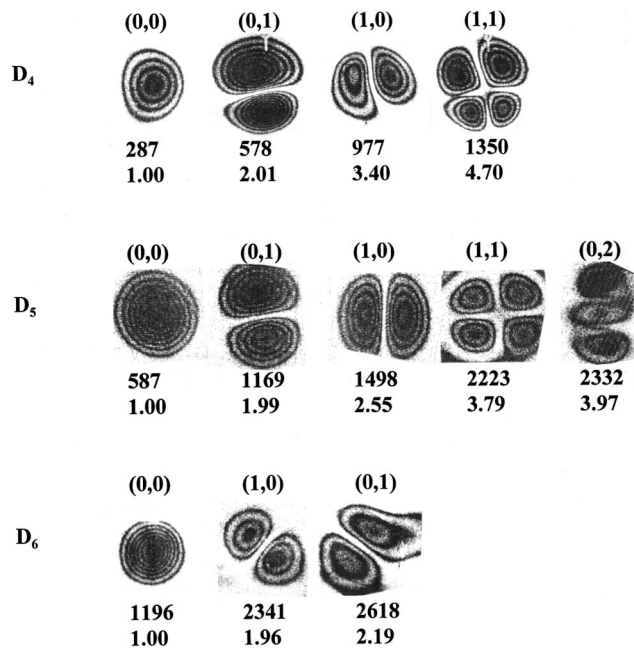 (0,0) (0,1) (1,0) (1,1)
D4
287 578 977 1350
1.00 2.01 3.40 4.70
(0,0) (0,1) (1,0) (1,1) (0,2)
D5
587 1169 1498 2223 2332
1.00 1.99 2.55 3.79 3.97
(0,0) (1,0) (0,1)
D6
1196 2341 2618
1.00 1.96 2.19